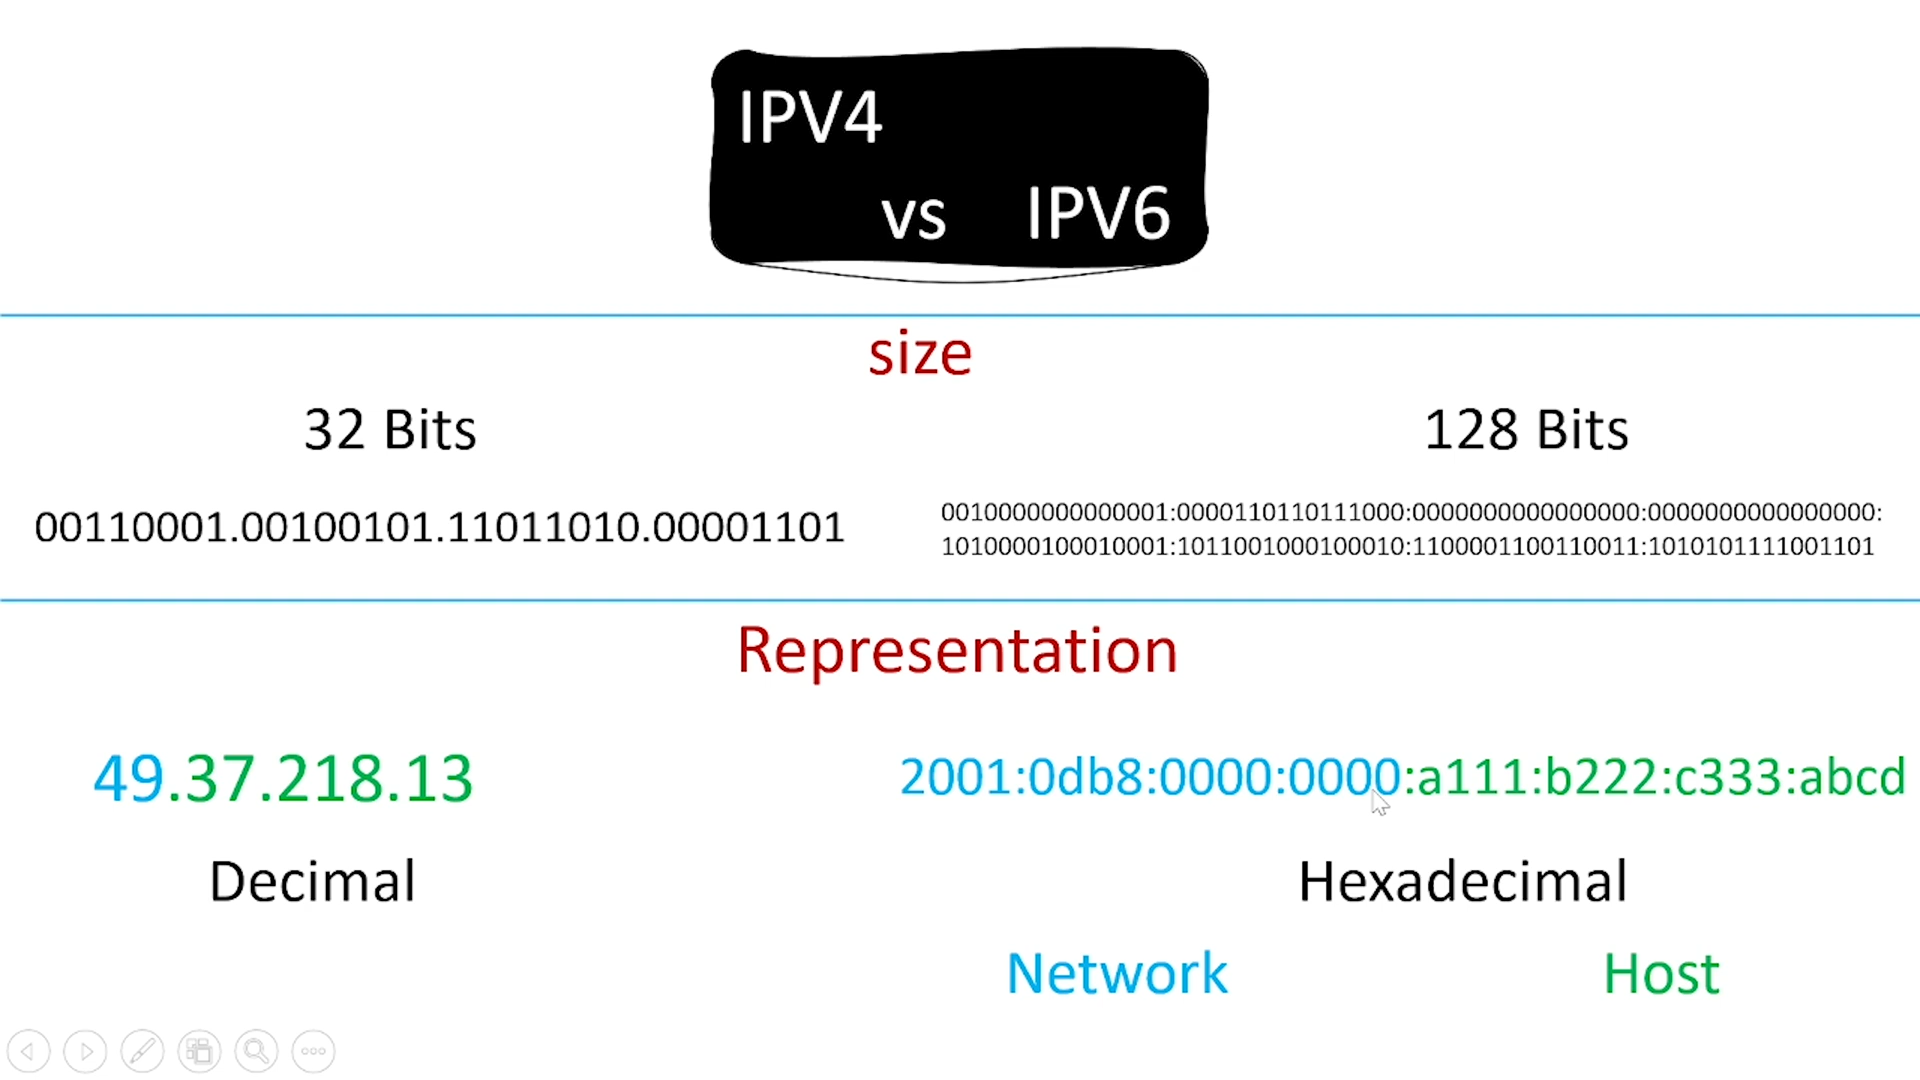 IPV4
vs IPV6
size
32 Bits
128 Bits
00110001.00100101.11011010.00001101
0010000000000001:0000110110111000:0000000000000000:0000000000000000:
1010000100010001:1011001000100010:1100001100110011:1010101111001101
Representation
49.37.218.13
2001:0db8:0000:0000:a111:b222:c333:abcd
Decimal
Hexadecimal
Network
Host